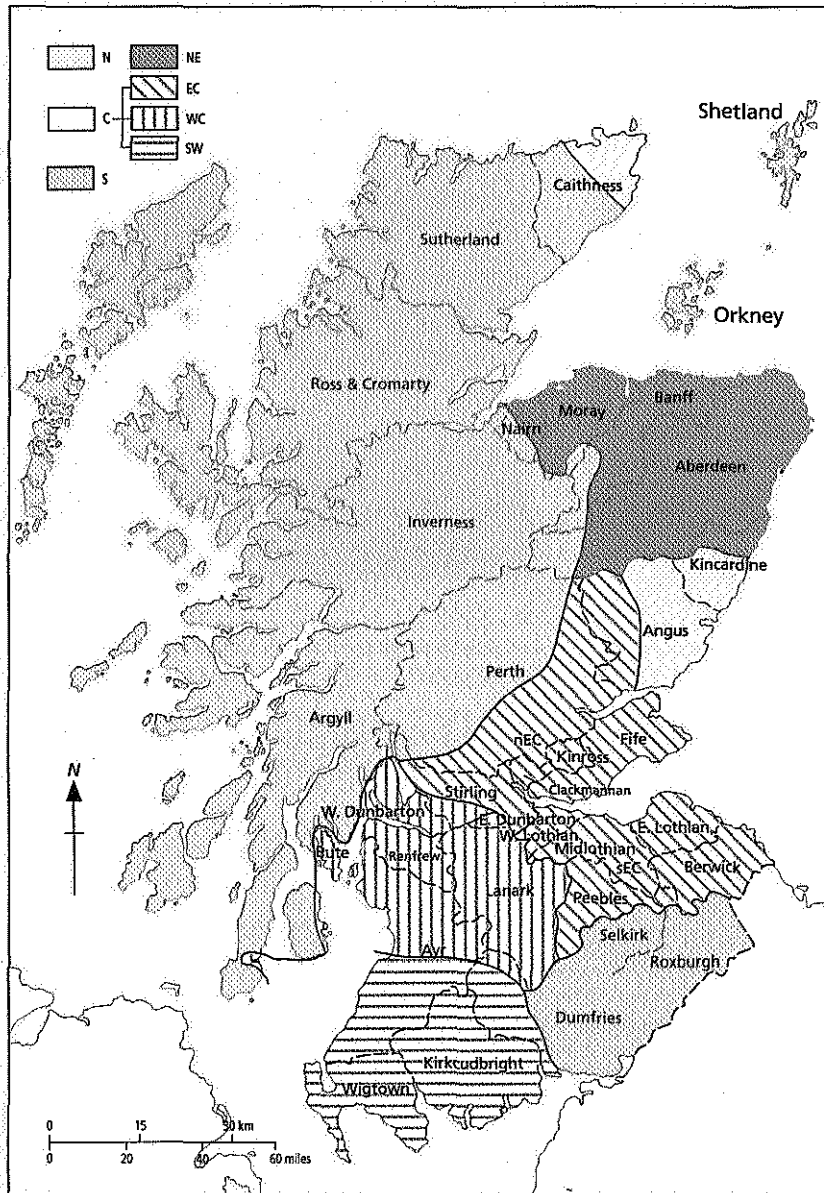 N NE
EC
C WC
SW
S
Shetland
Caithness
Sutherland
Orkney
Ross & Cromarty
Banff
Moray
Nairn
Aberdeen
Inverness
Kincardine
Angus
Perth
Argyll
nEC
Fife
Kinross
Stirling
Clackmannan
W. Dunbarton
E. Dunbarton
E. Lothian
W. Lothian
Midlothian
Bute
Renfrew
sEC
Berwick
Lanark
Peebles
Selkirk
Ayr
Roxburgh
Dumfries
Kirkcudbright
Wigtown
N
0 15 50 km
0 20 40 60 miles